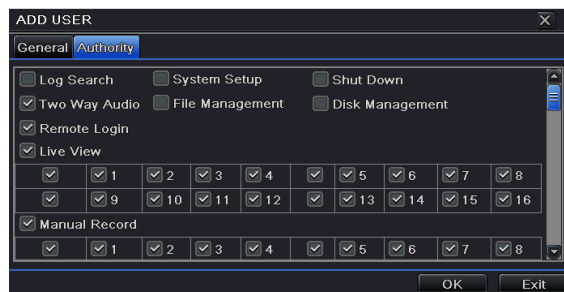 ADD USER X
General Authority
Log Search System Setup Shut Down
Two Way Audio File Management Disk Management
Remote Login
Live View
1 2 3 4 5 6 7 8
9 10 11 12 13 14 15 16
Manual Record
1 2 3 4 5 6 7 8
OK Exit